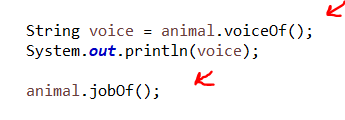 String voice = animal.voiceOf();
System.out.println(voice);
animal.jobOf();